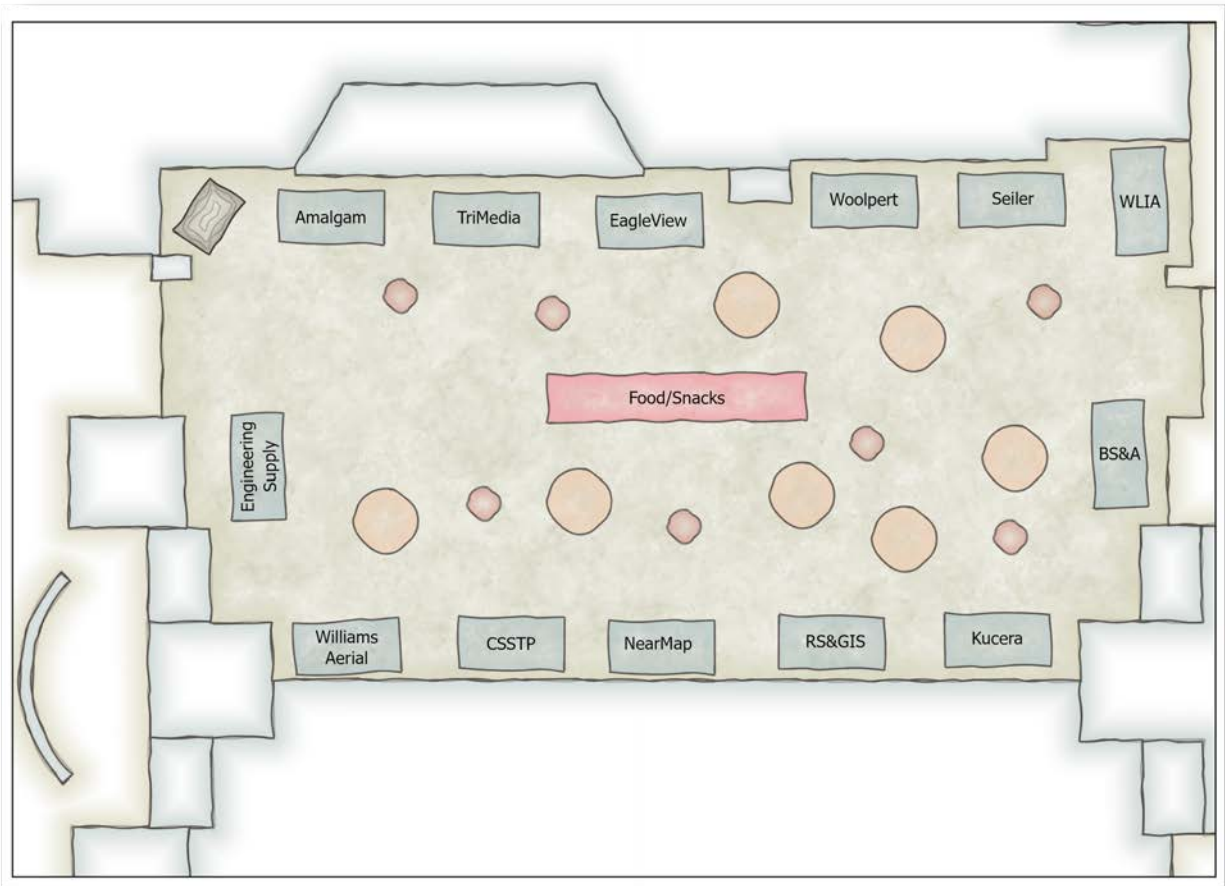 Amalgam
TriMedia
EagleView
Woolpert
Seiler
WLIA
Food/Snacks
Engineering
Supply
BS&A
Williams
Aerial
CSSTP
NearMap
RS&GIS
Kucera